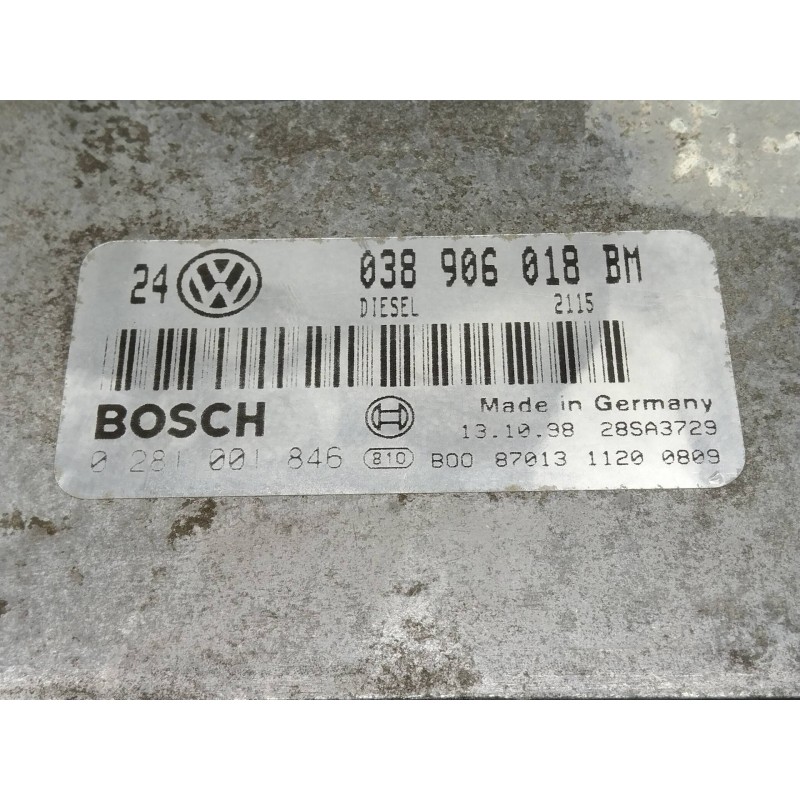 24 VW 038 906 018 BM
DIESEL 2115
BOSCH Made in Germany
13.10.98 28SA3729
0 281 001 846 810 B00 87013 1120 0809